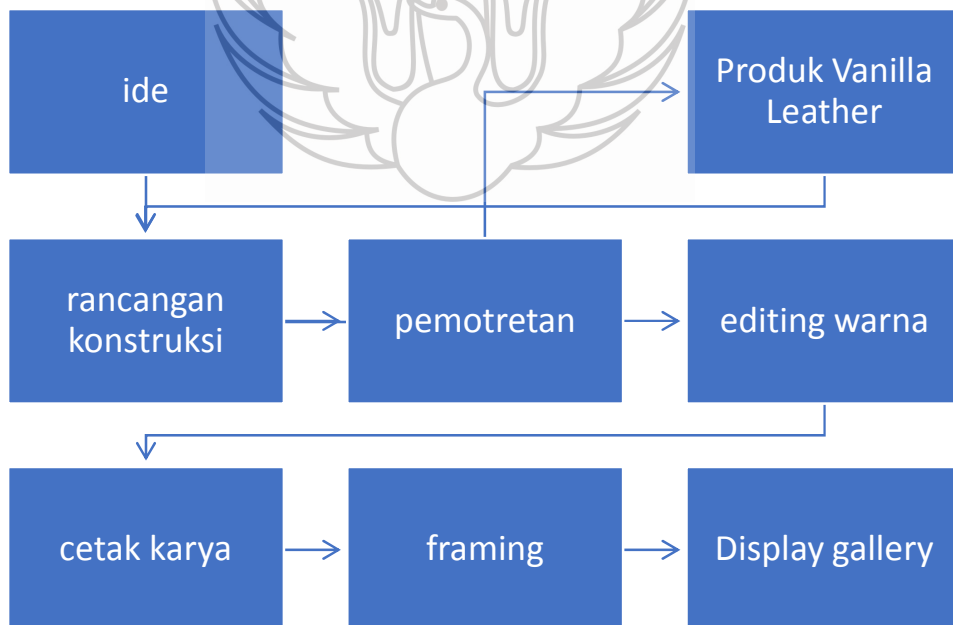 ide
Produk Vanilla
Leather
rancangan
konstruksi
pemotretan
editing warna
cetak karya
framing
Display gallery